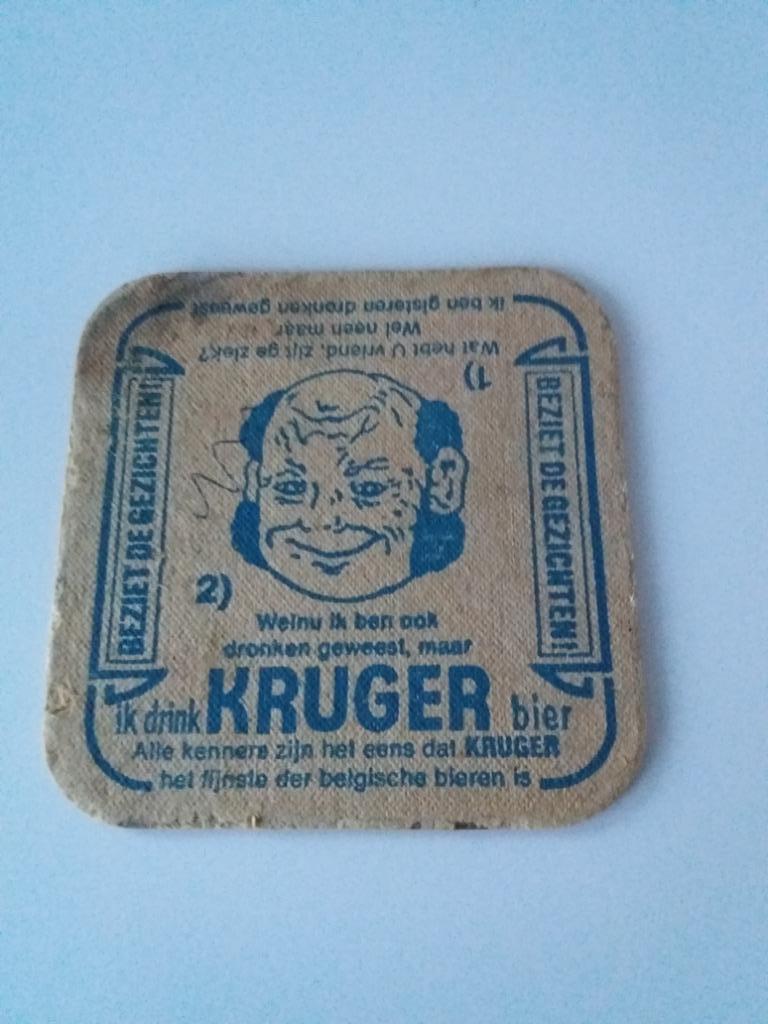 1)
Wat hebt U vriend, zijt ge ziek?
Wel neen maar
ik ben gisteren dronken geweest
BEZIET DE GEZICHTEN!
BEZIET DE GEZICHTEN!
2)
Welnu ik ben ook
dronken geweest, maar
ik drink KRUGER bier
Alle kenners zijn het eens dat KRUGER
het fijnste der belgische bieren is